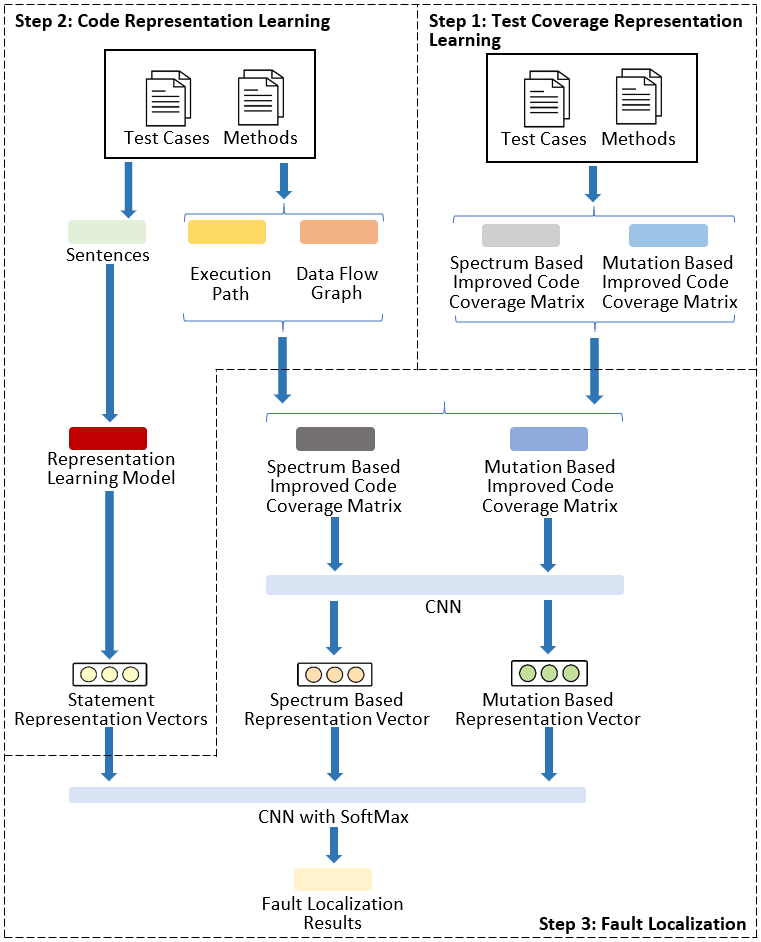 Step 2: Code Representation Learning
Test Cases
Methods
Sentences
Execution
Path
Data Flow
Graph
Representation
Learning Model
Statement
Representation Vectors
Step 1: Test Coverage Representation
Learning
Test Cases
Methods
Spectrum Based
Improved Code
Coverage Matrix
Mutation Based
Improved Code
Coverage Matrix
Spectrum Based
Improved Code
Coverage Matrix
Mutation Based
Improved Code
Coverage Matrix
CNN
Spectrum Based
Representation Vector
Mutation Based
Representation Vector
CNN with SoftMax
Fault Localization
Results
Step 3: Fault Localization